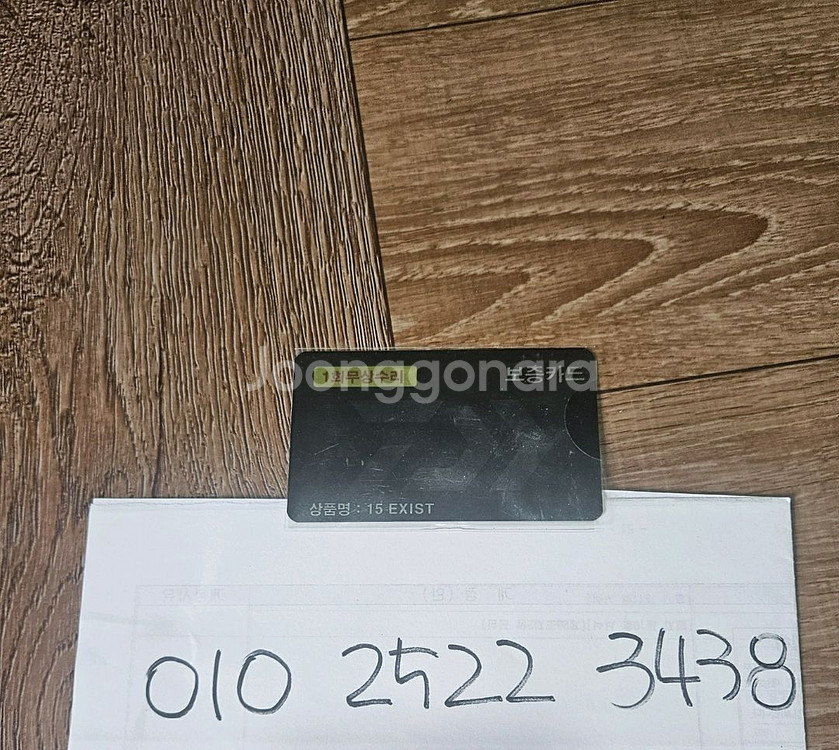 Joonggonara
1회무상수리 보증카드
상품명 : 15 EXIST
010 2522 3438